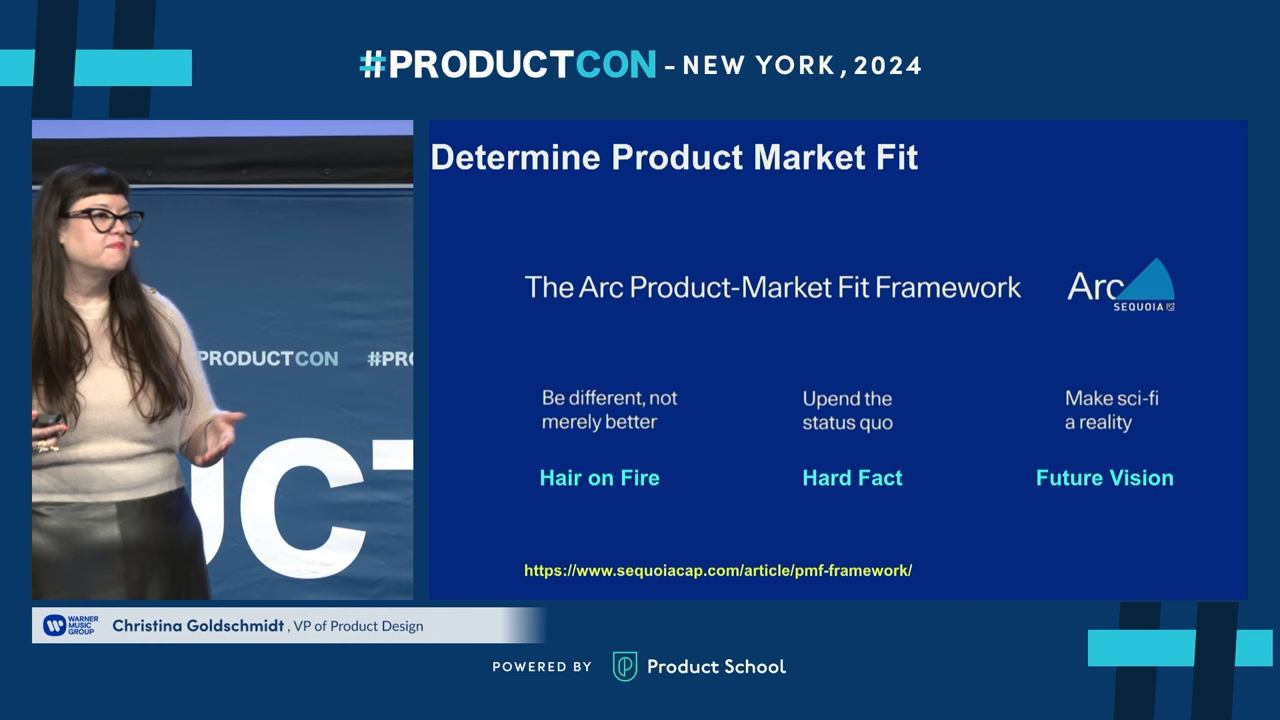 #PRODUCTCON - NEW YORK, 2024
PRODUCTCON #PRO
UCT
Determine Product Market Fit
The Arc Product-Market Fit Framework
Arc
SEQUOIA
Be different, not
merely better
Hair on Fire
Upend the
status quo
Hard Fact
Make sci-fi
a reality
Future Vision
https://www.sequoiacap.com/article/pmf-framework/
WARNER
MUSIC
GROUP
Christina Goldschmidt, VP of Product Design
POWERED BY Product School